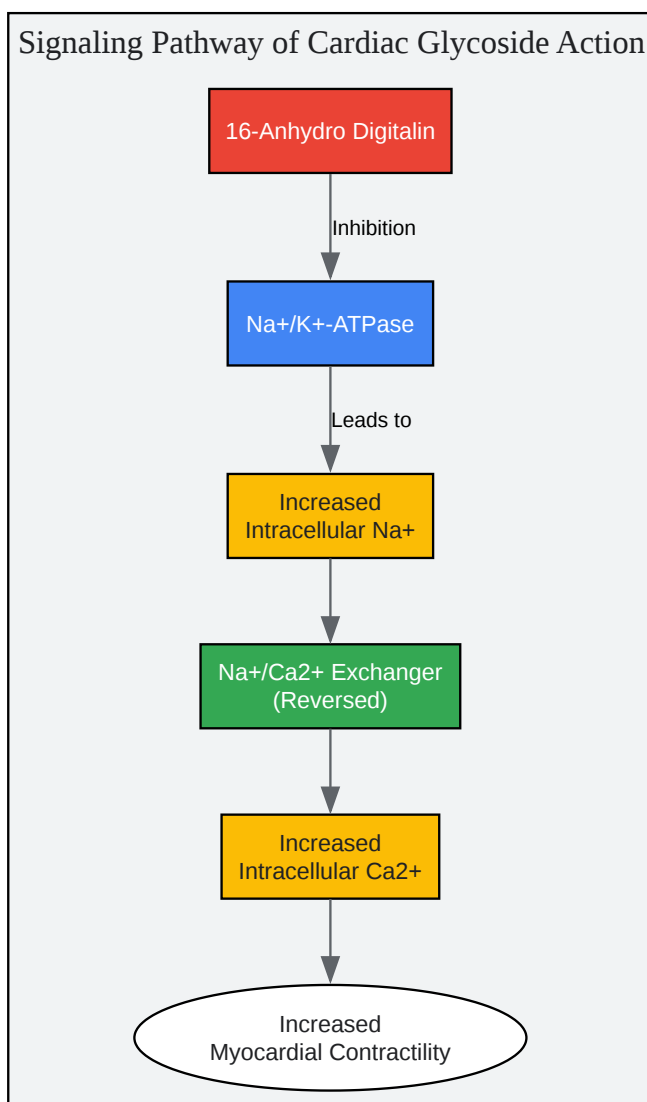 Signaling Pathway of Cardiac Glycoside Action
16-Anhydro Digitalin
Inhibition
Na+/K+-ATPase
Leads to
Increased
Intracellular Na+
Na+/Ca2+ Exchanger
(Reversed)
Increased
Intracellular Ca2+
Increased
Myocardial Contractility